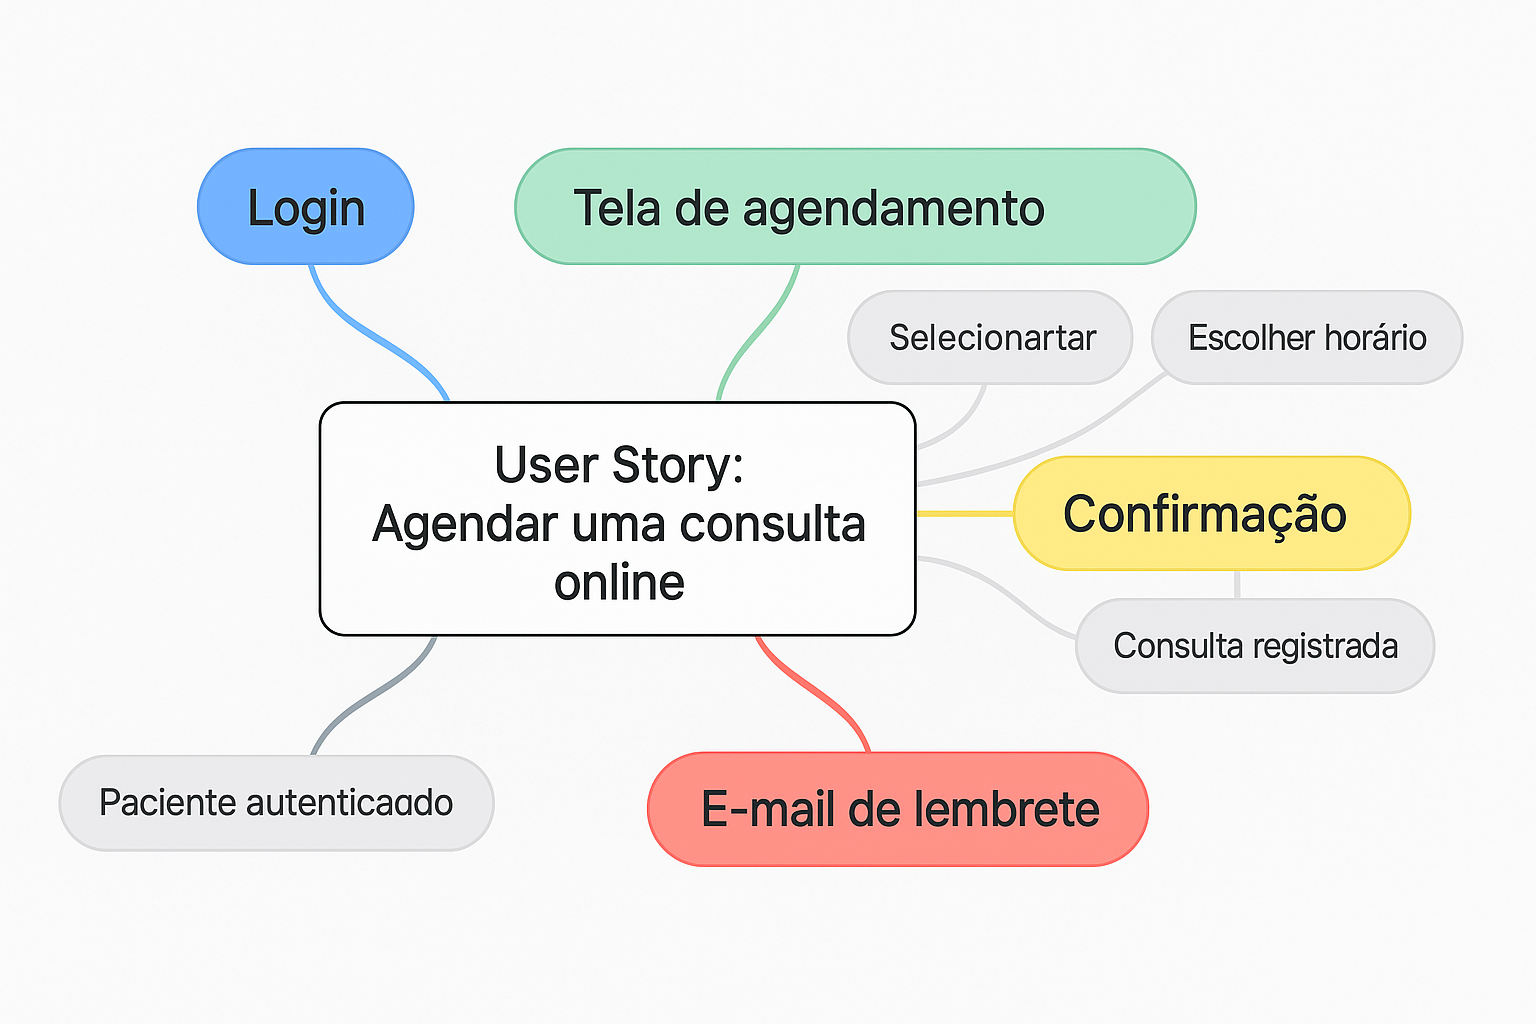 Login
Tela de agendamento
Selecionartar
Escolher horário
User Story:
Agendar uma consulta
online
Confirmação
Consulta registrada
Paciente autenticaɑdo
E-mail de lembrete